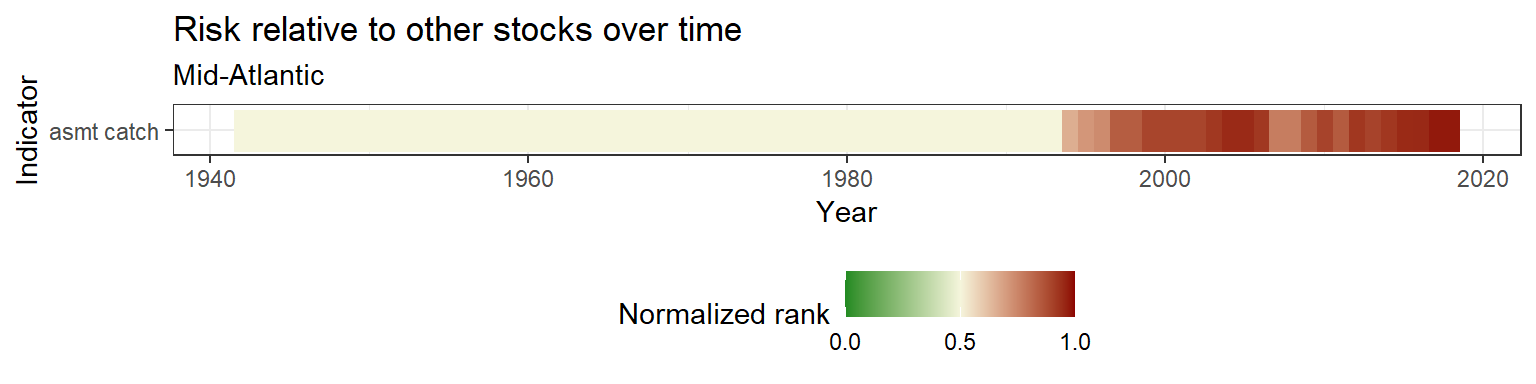 Risk relative to other stocks over time
Mid-Atlantic
Indicator
asmt catch
1940 1960 1980 2000 2020
Year
Normalized rank
0.0 0.5 1.0